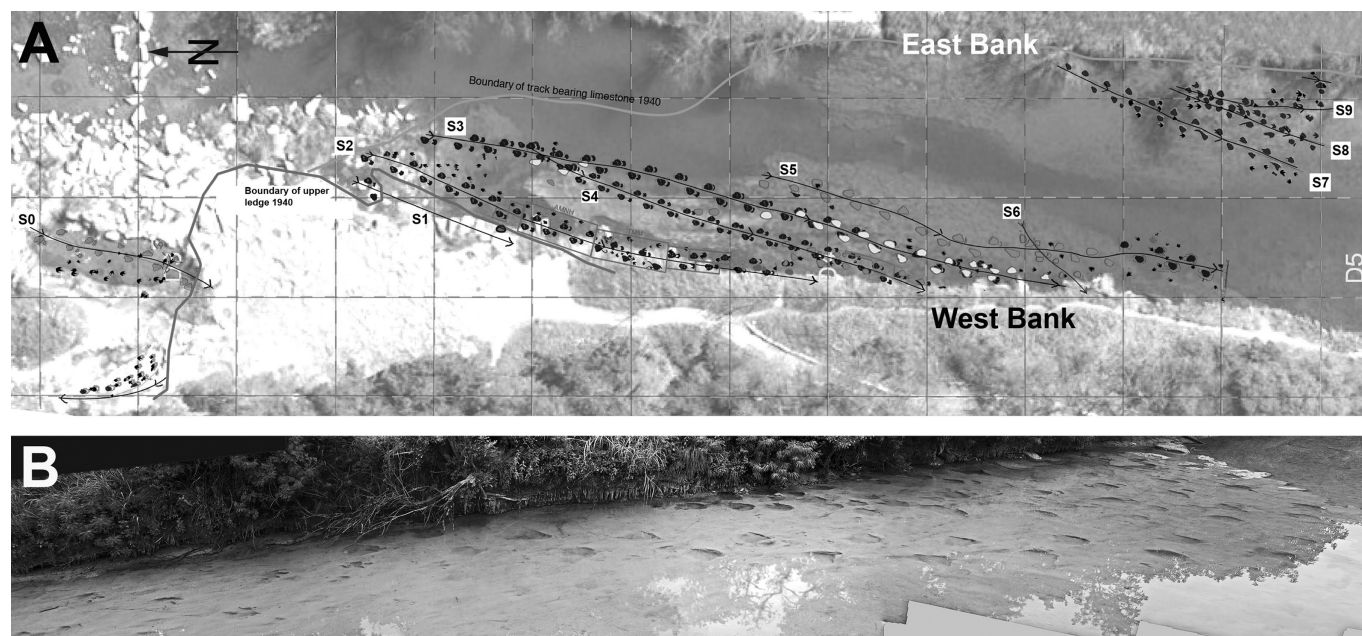 A
N
East Bank
Boundary of track bearing limestone 1940
S9
S3
S2
S8
S5
S7
Boundary of upper
ledge 1940
S4
S6
S0
S1
AMNH
D5
D
West Bank
B